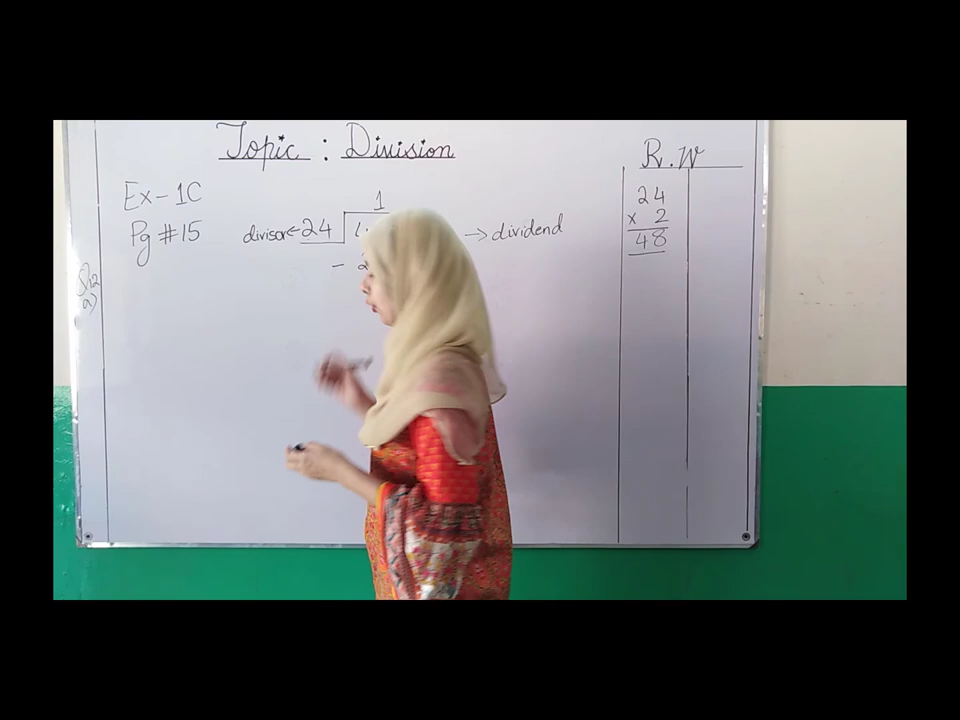 Topic : Division
R.W
Ex-1C
Pg #15
a)
1
divisor← 24
→ dividend
-
24
x 2
48